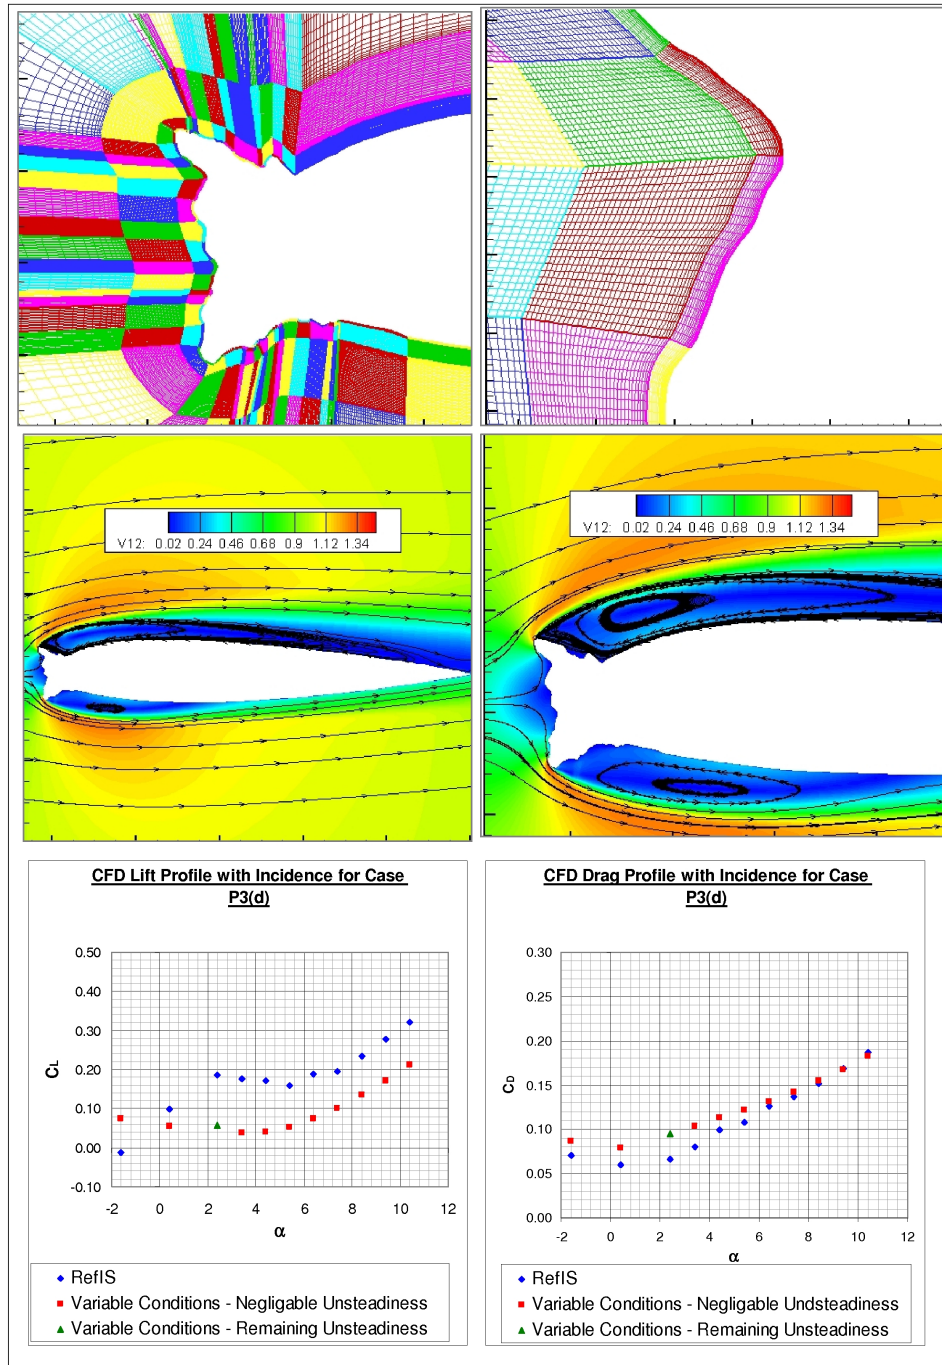 V12: 0.02 0.24 0.46 0.68 0.9 1.12 1.34
V12: 0.02 0.24 0.46 0.68 0.9 1.12 1.34
CFD Lift Profile with Incidence for Case
P3(d)
0.50
0.40
0.30
0.20
0.10
0.00
-0.10
CL
-2 0 2 4 6 8 10 12
α
RefIS
Variable Conditions - Negligable Unsteadiness
Variable Conditions - Remaining Unsteadiness
CFD Drag Profile with Incidence for Case
P3(d)
0.30
0.25
0.20
0.15
0.10
0.05
0.00
CD
-2 0 2 4 6 8 10 12
α
RefIS
Variable Conditions - Negligable Undsteadiness
Variable Conditions - Remaining Unsteadiness